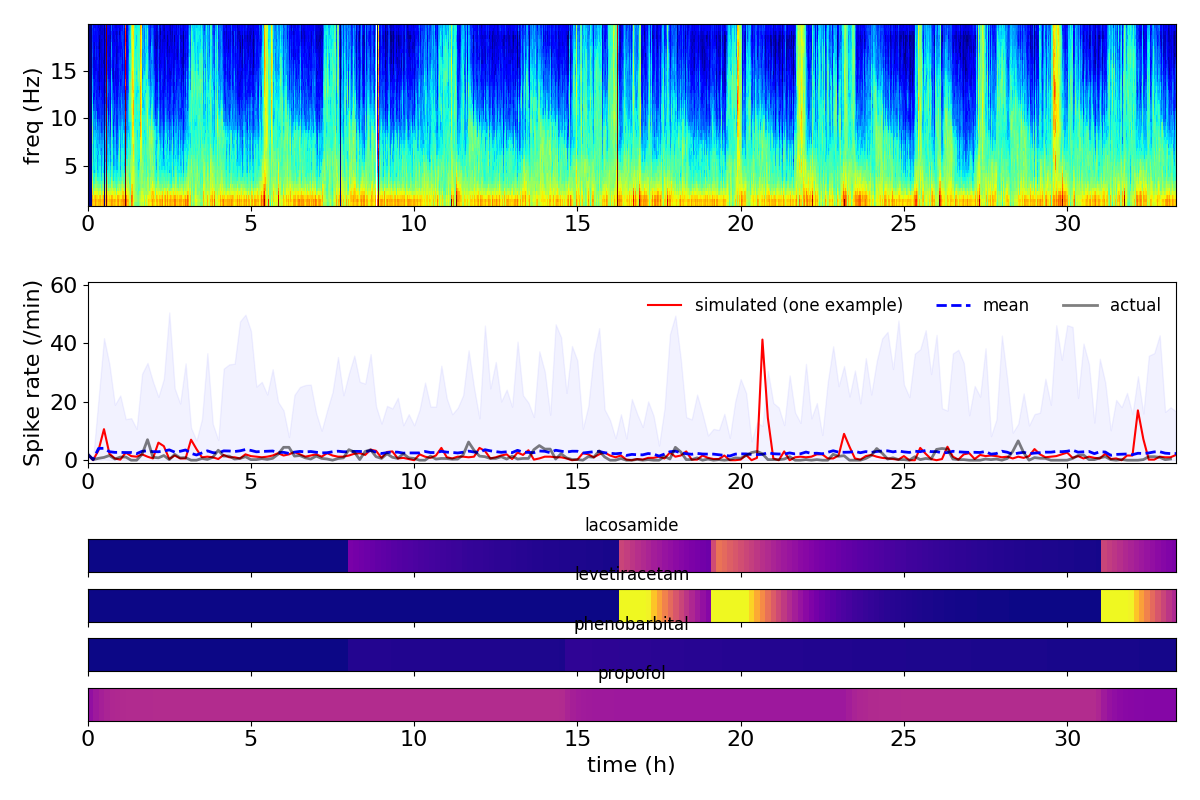 freq (Hz)
15
10
5
0 5 10 15 20 25 30
Spike rate (/min)
60
40
20
0
simulated (one example) mean actual
0 5 10 15 20 25 30
lacosamide
levetiracetam
phenobarbital
propofol
0 5 10 15 20 25 30
time (h)